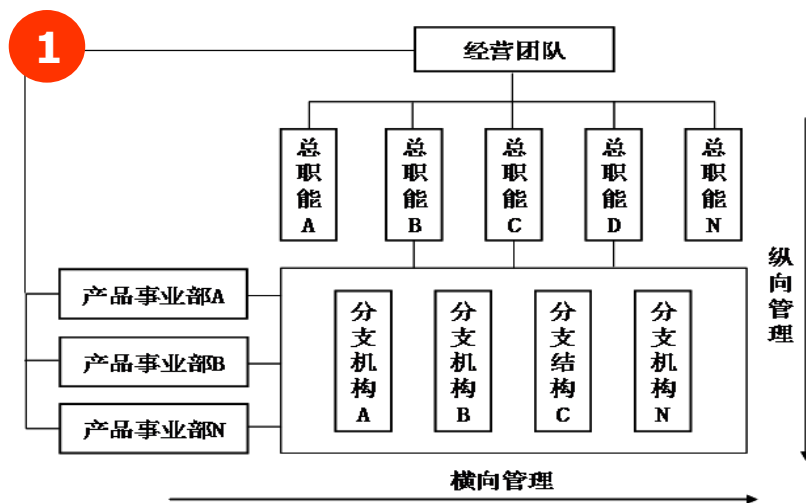 1
经营团队
总职能A
总职能B
总职能C
总职能D
总职能N
纵向管理
产品事业部A
产品事业部B
产品事业部N
分支机构A
分支机构B
分支结构C
分支机构N
横向管理